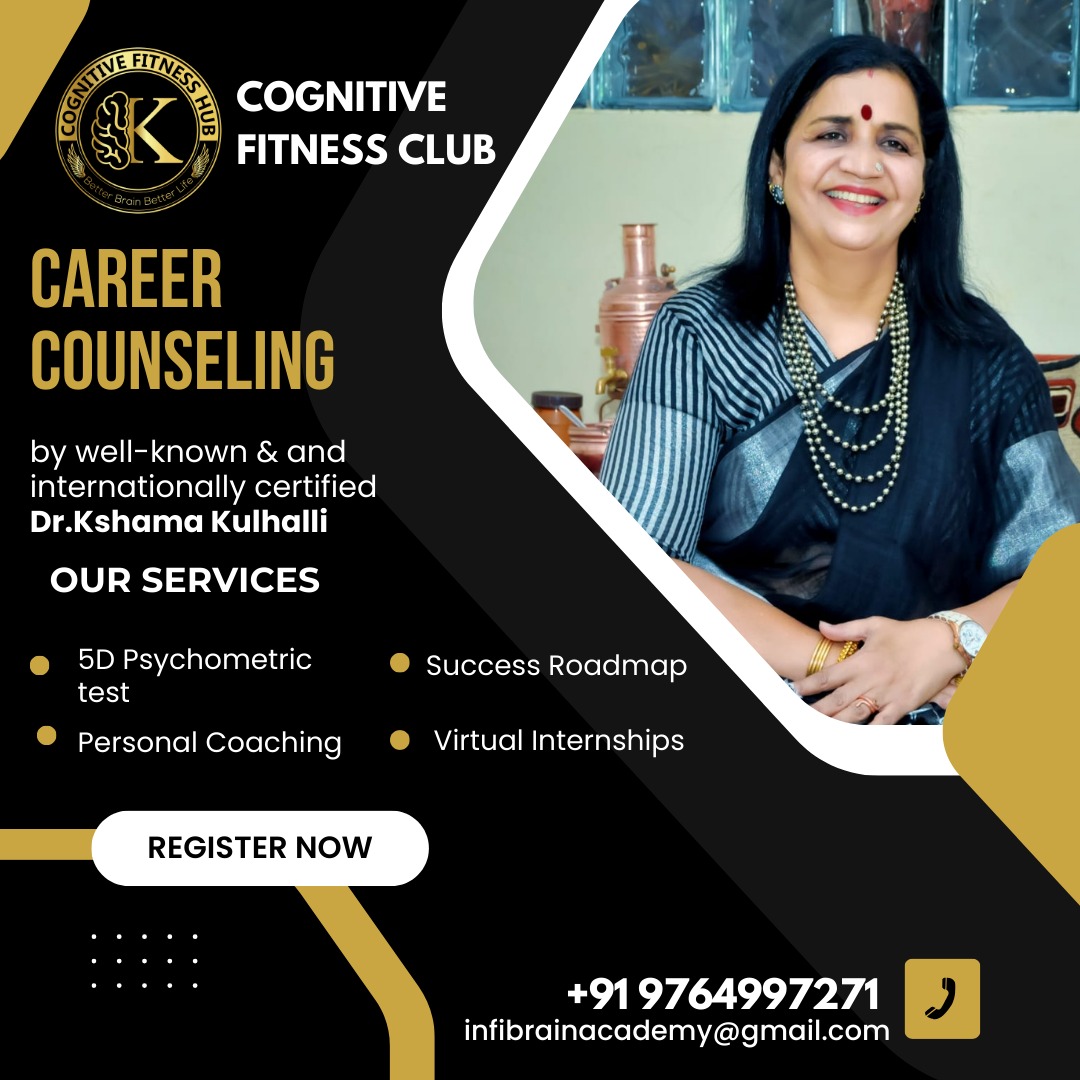 COGNITIVE FITNESS HUB
K
Better Brain Better Life
COGNITIVE
FITNESS CLUB
CAREER
COUNSELING
by well-known & and
internationally certified
Dr.Kshama Kulhalli
OUR SERVICES
5D Psychometric
test
Personal Coaching
Success Roadmap
Virtual Internships
REGISTER NOW
+91 9764997271
infibrainacademy@gmail.com